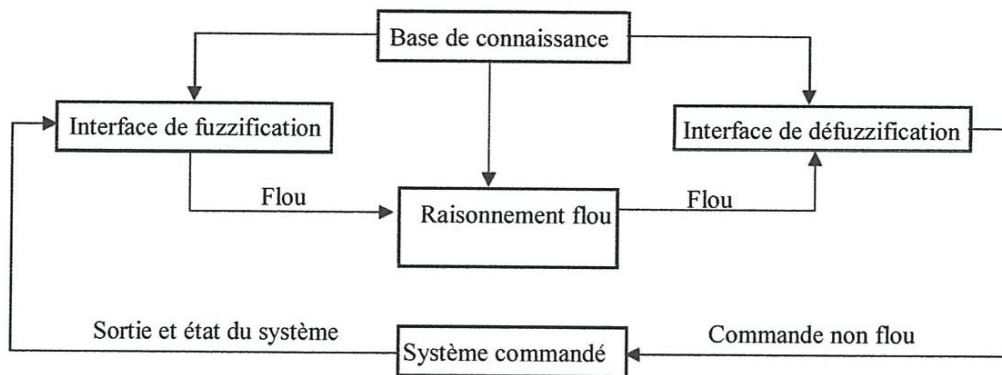 Base de connaissance
Interface de fuzzification
Interface de défuzzification
Flou
Flou
Raisonnement flou
Sortie et état du système
Commande non flou
Système commandé